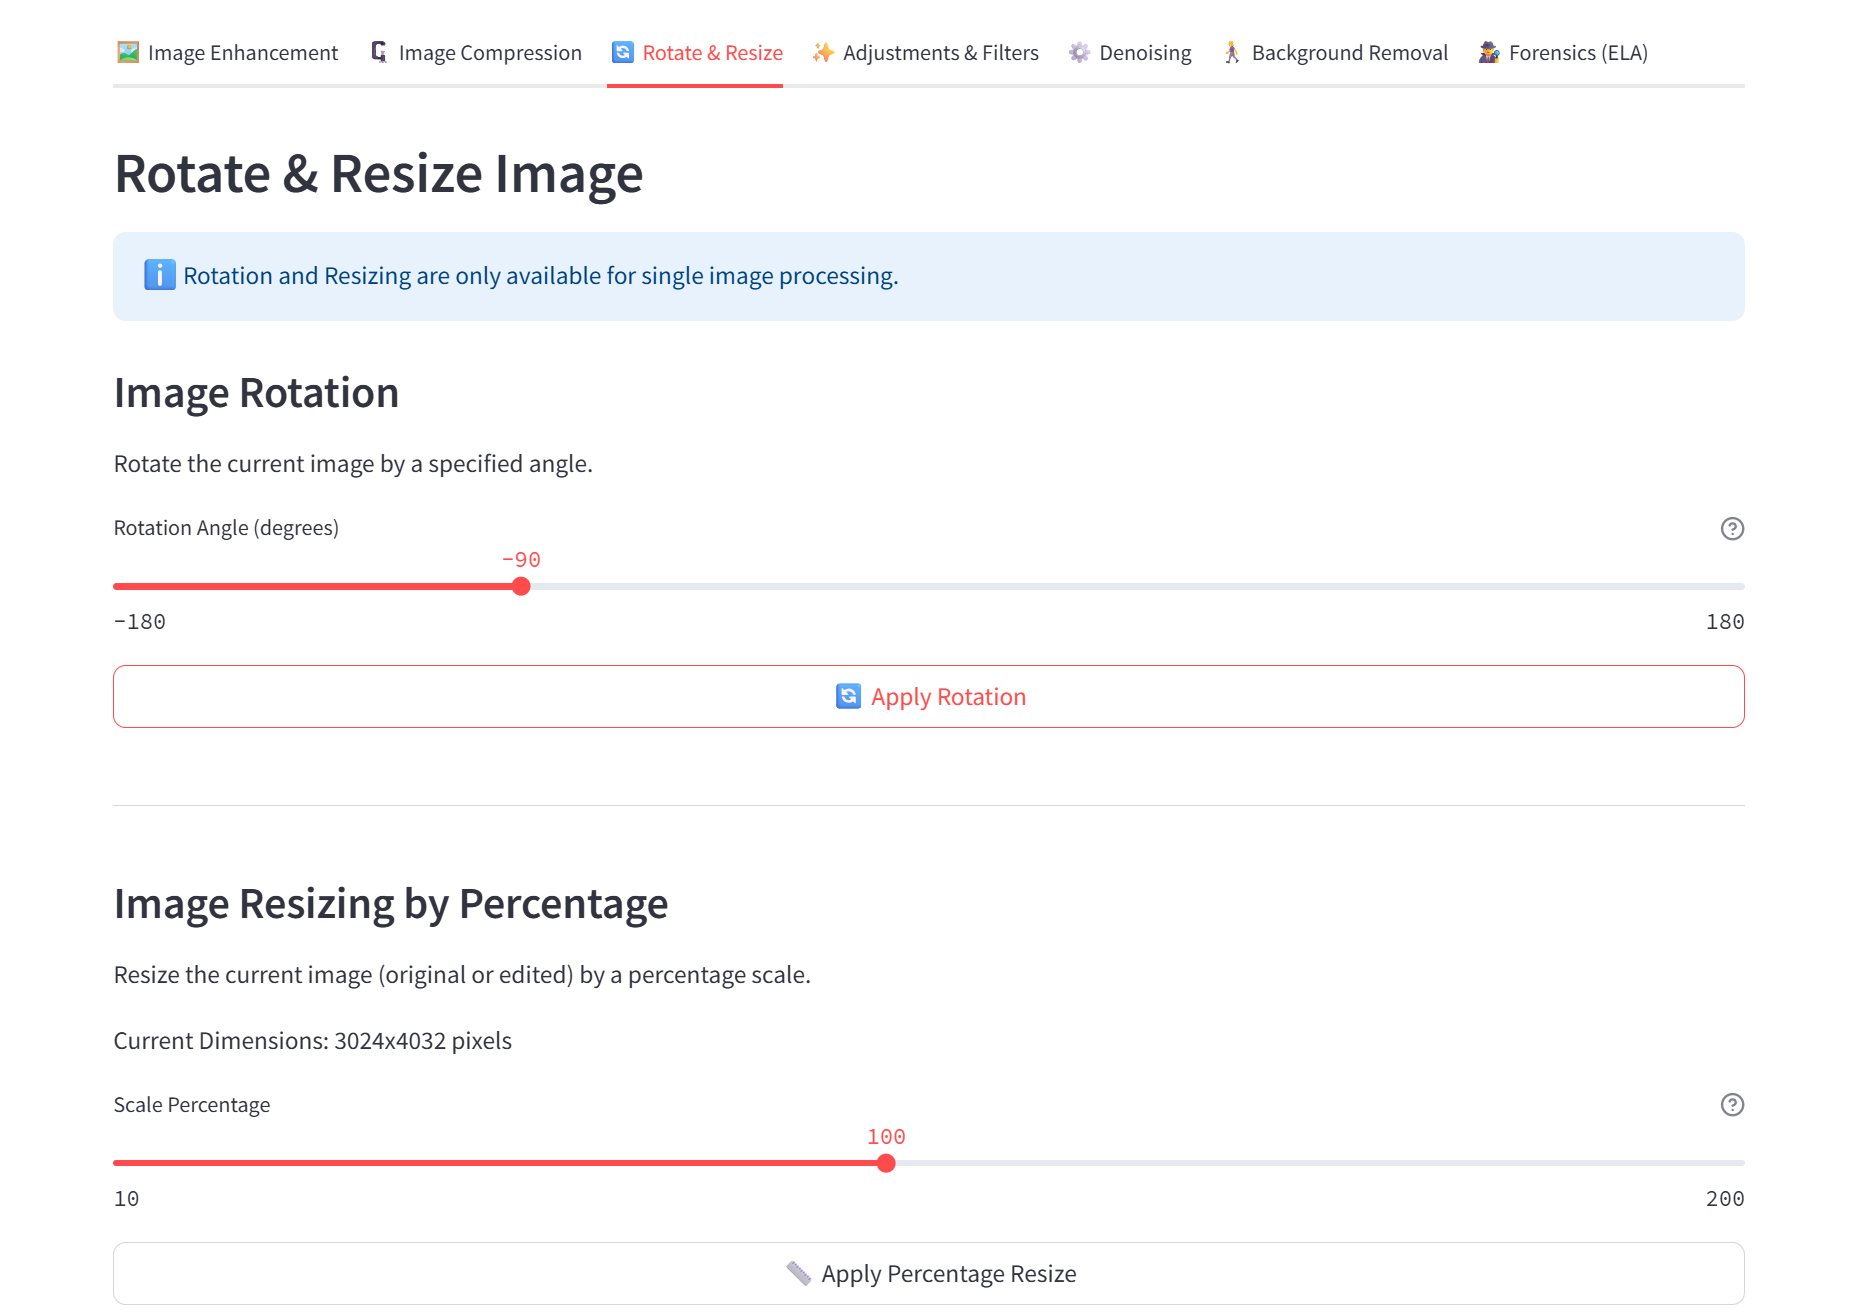 Image Enhancement Image Compression Rotate & Resize Adjustments & Filters Denoising Background Removal Forensics (ELA)
Rotate & Resize Image
Rotation and Resizing are only available for single image processing.
Image Rotation
Rotate the current image by a specified angle.
Rotation Angle (degrees)
-90
-180 180
Apply Rotation
Image Resizing by Percentage
Resize the current image (original or edited) by a percentage scale.
Current Dimensions: 3024x4032 pixels
Scale Percentage
100
10 200
Apply Percentage Resize